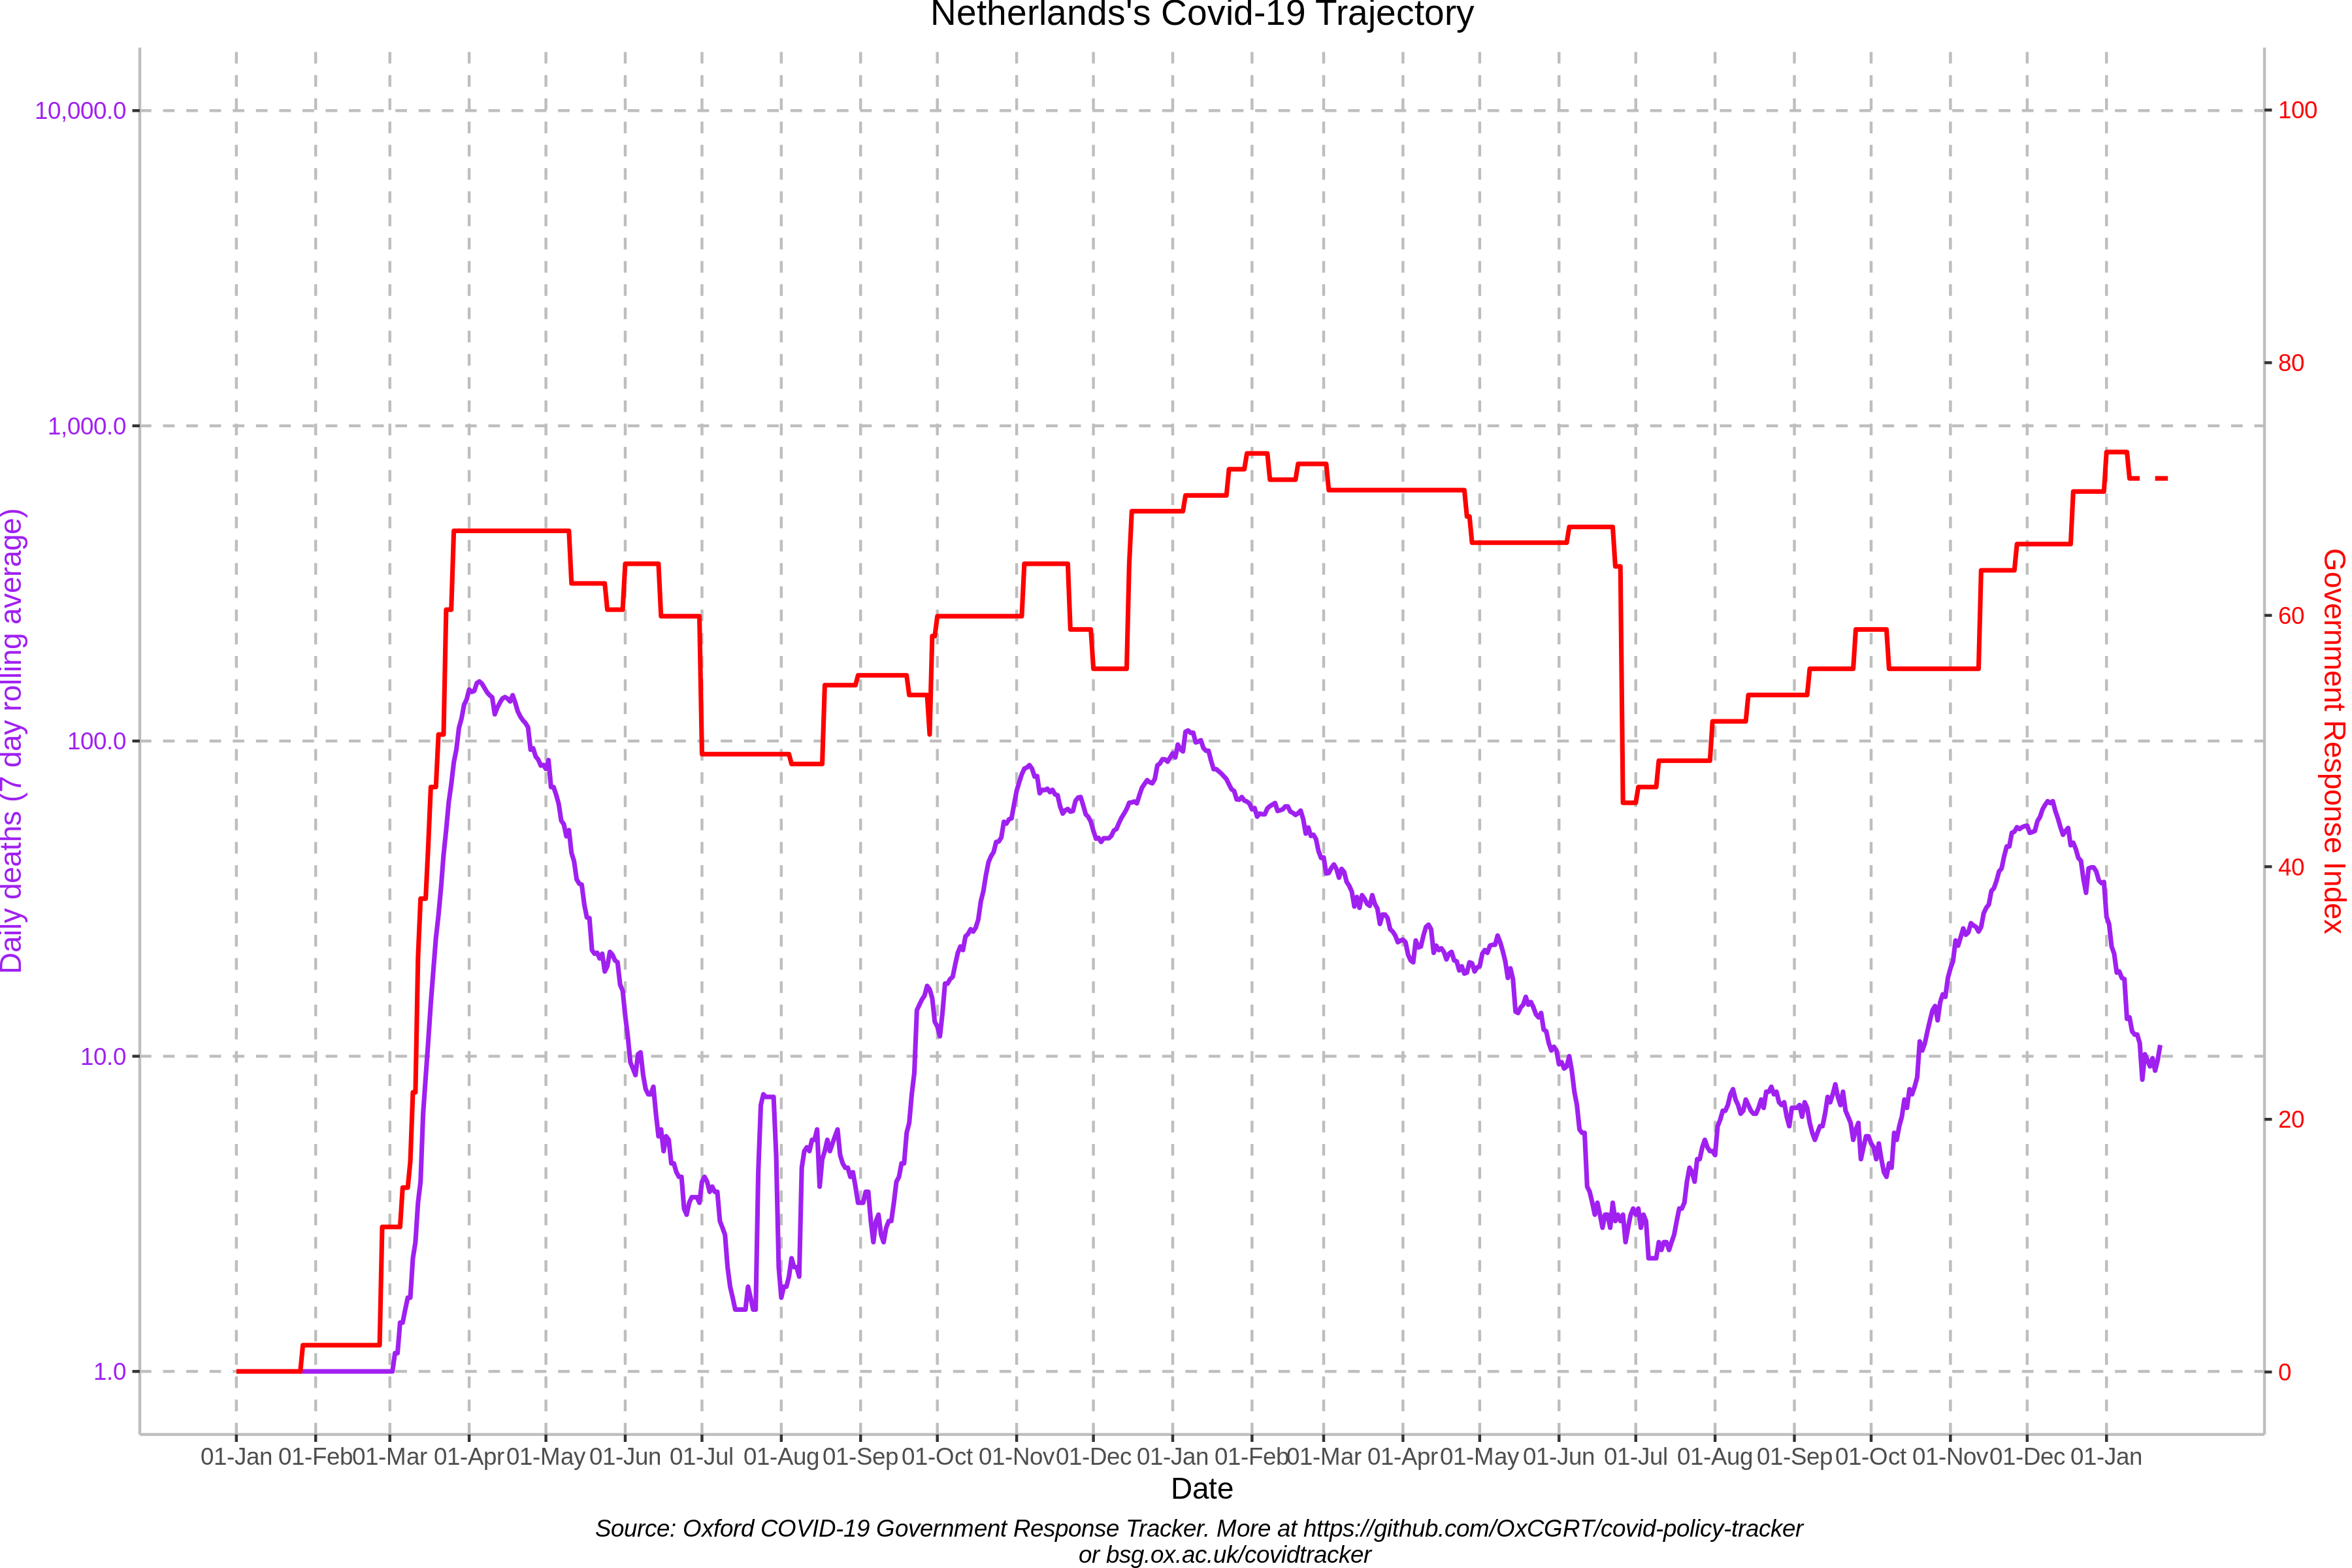 Netherlands's Covid-19 Trajectory
10,000.0
1,000.0
100.0
10.0
1.0
Daily deaths (7 day rolling average)
100
80
60
40
20
0
Government Response Index
01-Jan 01-Feb 01-Mar 01-Apr 01-May 01-Jun 01-Jul 01-Aug 01-Sep 01-Oct 01-Nov 01-Dec 01-Jan 01-Feb 01-Mar 01-Apr 01-May 01-Jun 01-Jul 01-Aug 01-Sep 01-Oct 01-Nov 01-Dec 01-Jan
Date
Source: Oxford COVID-19 Government Response Tracker. More at https://github.com/OxCGRT/covid-policy-tracker
or bsg.ox.ac.uk/covidtracker